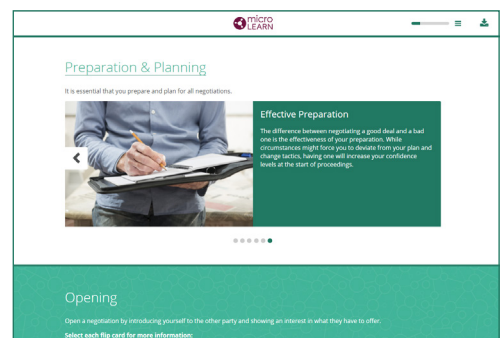 micro
LEARN
Preparation & Planning
It is essential that you prepare and plan for all negotiations.
Effective Preparation
The difference between negotiating a good deal and a bad
one is the effectiveness of your preparation. While
circumstances might force you to deviate from your plan and
change tactics, having one will increase your confidence
levels at the start of proceedings.
Opening
Open a negotiation by introducing yourself to the other party and showing an interest in what they have to offer.
Select each flip card for more information: